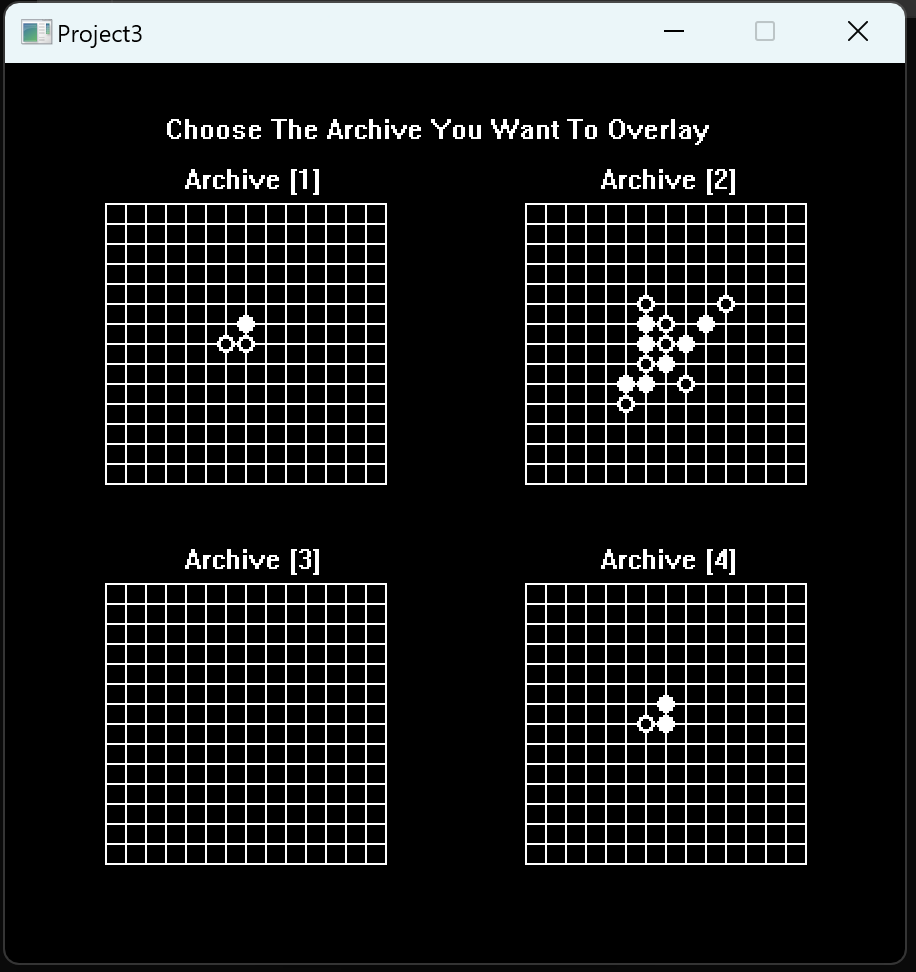 Project3
Choose The Archive You Want To Overlay
Archive [1]
Archive [2]
Archive [3]
Archive [4]